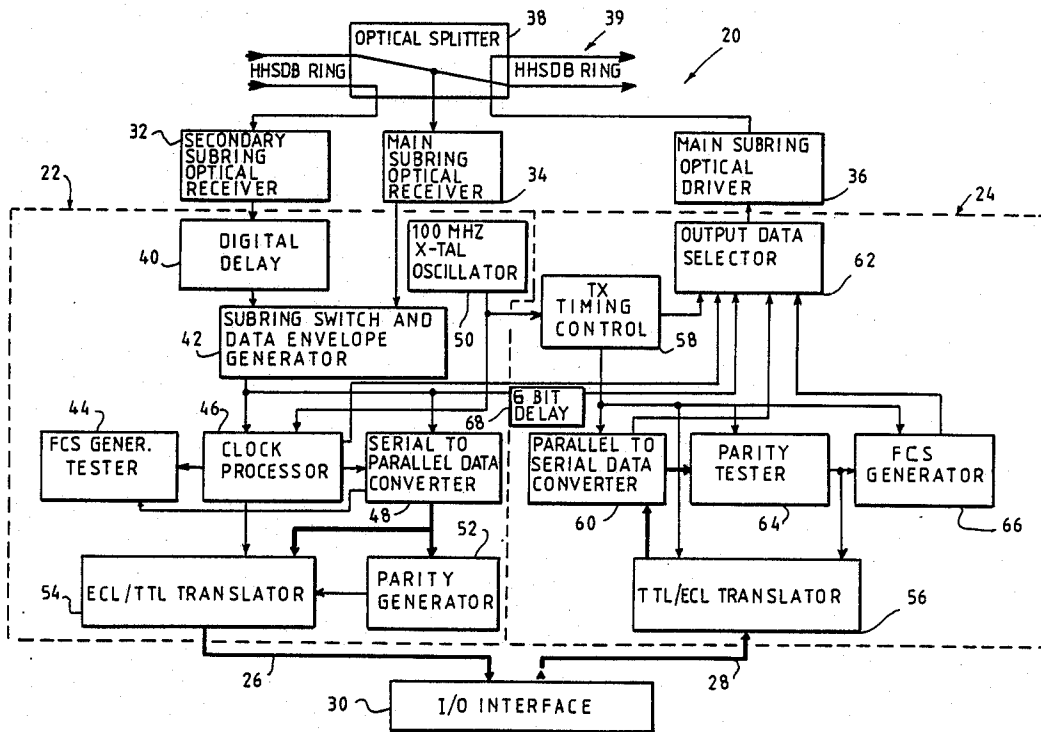 38
39
OPTICAL SPLITTER
20
HHSDB RING
HHSDB RING
32
SECONDARY
SUBRING
OPTICAL
RECEIVER
MAIN
SUBRING
OPTICAL
RECEIVER
34
MAIN SUBRING
OPTICAL
DRIVER
36
22
24
DIGITAL
DELAY
40
100 MHZ
X-TAL
OSCILLATOR
50
OUTPUT DATA
SELECTOR
62
TX
TIMING
CONTROL
58
SUBRING SWITCH AND
DATA ENVELOPE
GENERATOR
42
6 BIT
DELAY
68
44
FCS GENER.
TESTER
46
CLOCK
PROCESSOR
SERIAL TO
PARALLEL DATA
CONVERTER
48
PARALLEL TO
SERIAL DATA
CONVERTER
60
PARITY
TESTER
64
FCS
GENERATOR
66
52
54
ECL/TTL TRANSLATOR
PARITY
GENERATOR
TTL/ECL TRANSLATOR
56
26
28
30
I/O INTERFACE